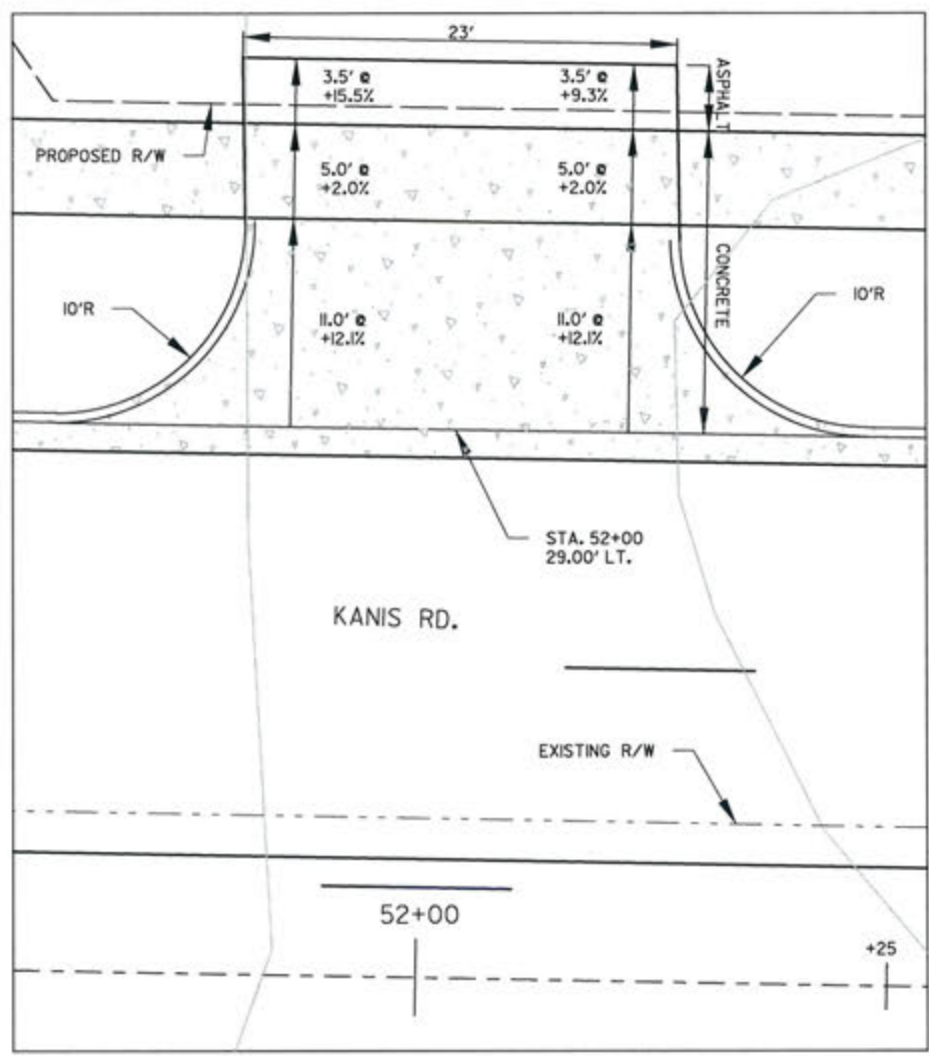 23'
3.5' @
+15.5%
3.5' @
+9.3%
ASPHALT
PROPOSED R/W
5.0' @
+2.0%
5.0' @
+2.0%
CONCRETE
10'R
11.0' @
+12.1%
11.0' @
+12.1%
10'R
STA. 52+00
29.00' LT.
KANIS RD.
EXISTING R/W
52+00
+25